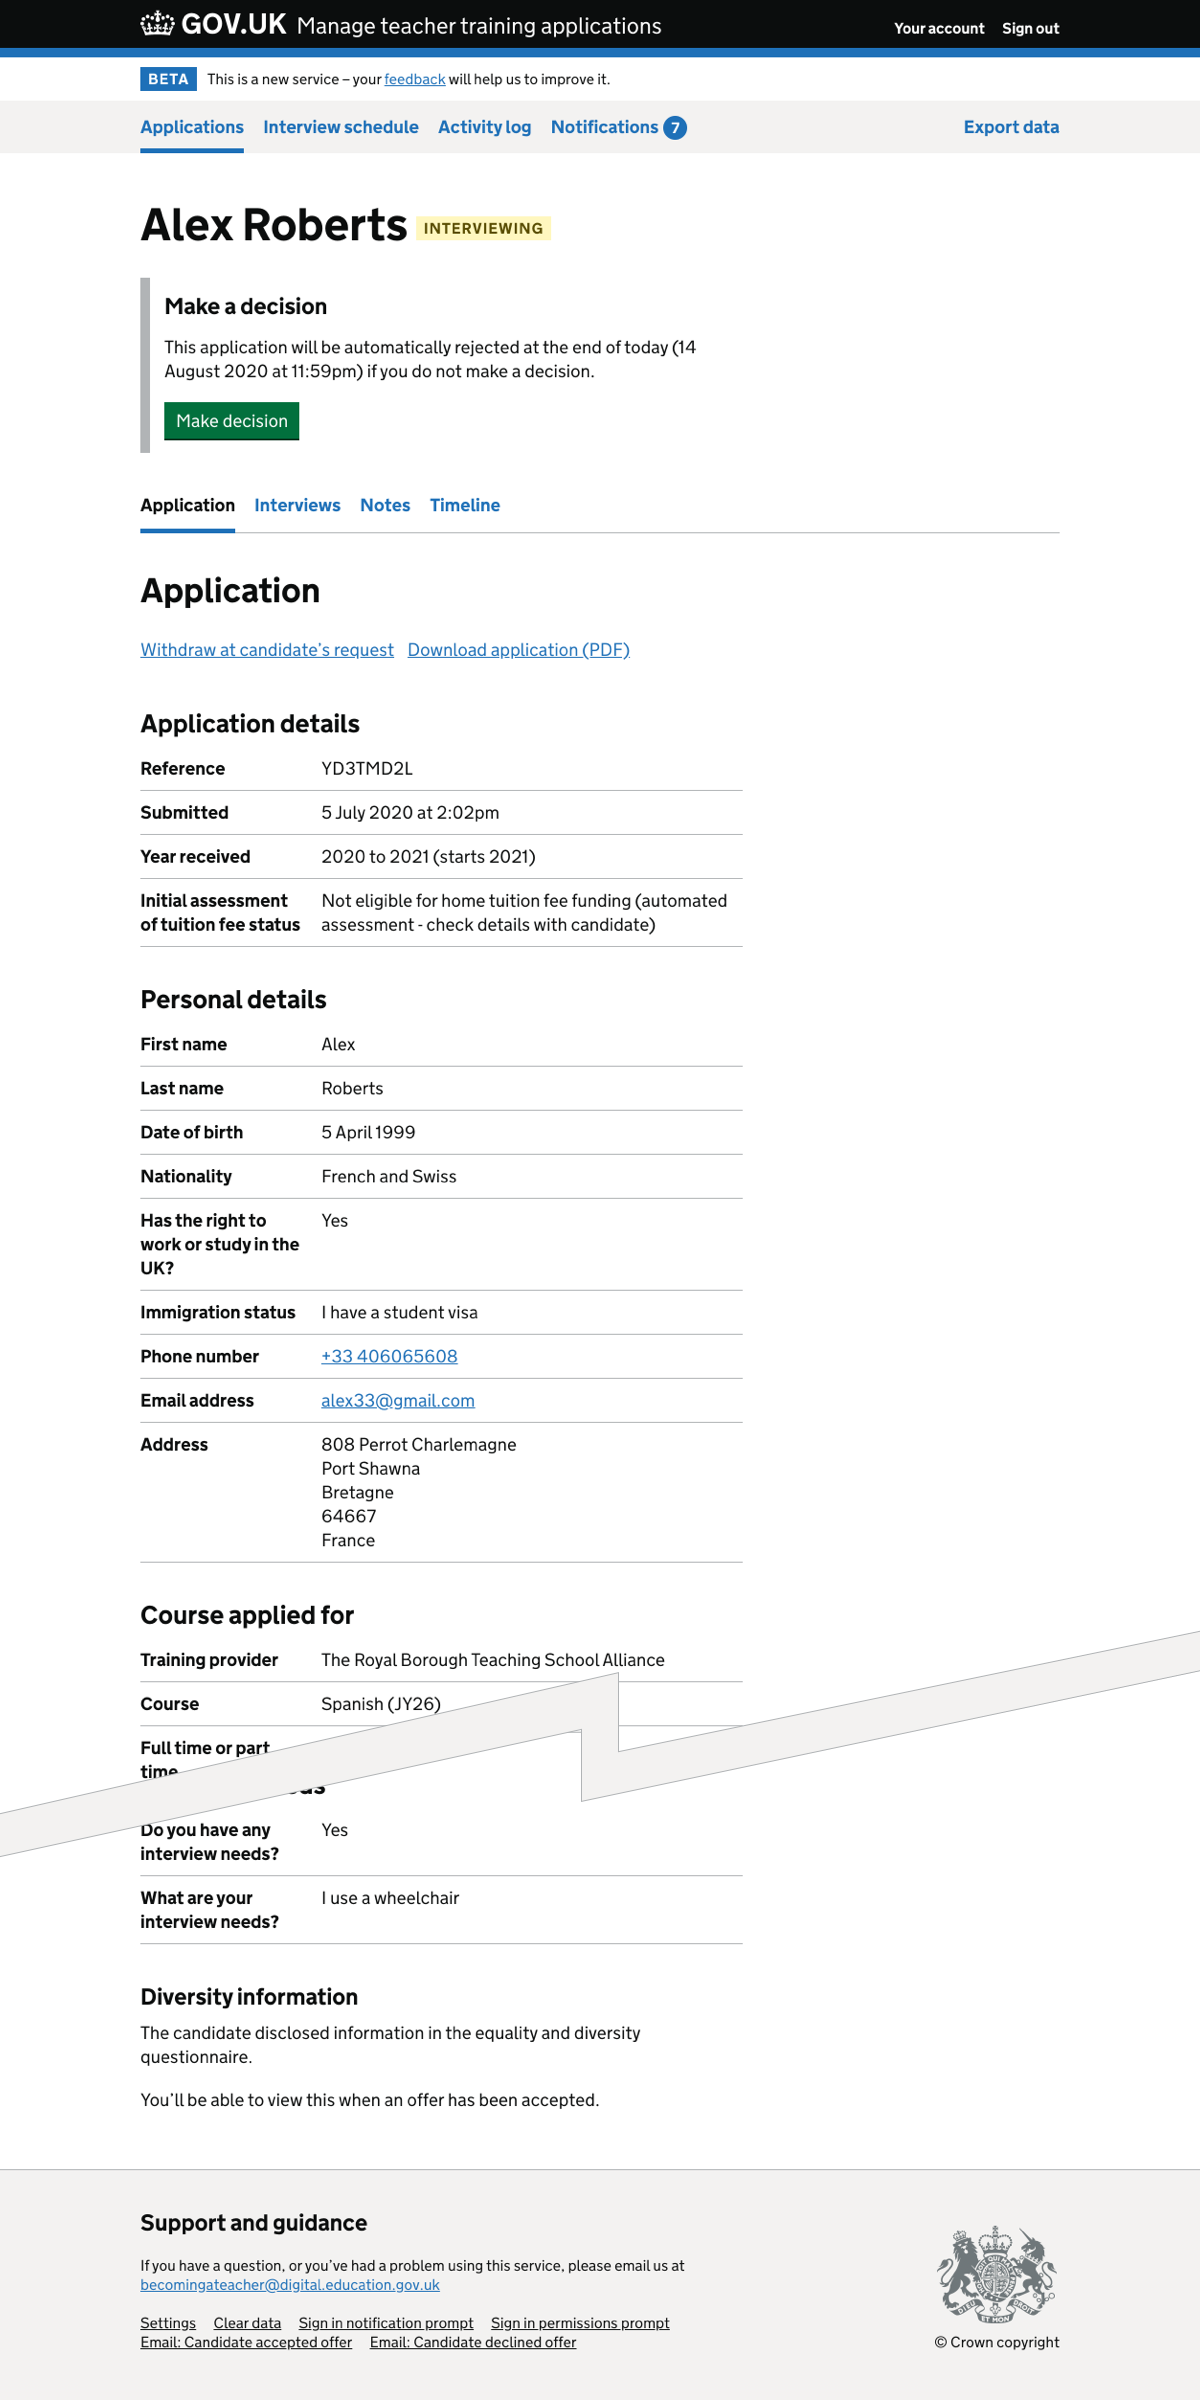 GOV.UK Manage teacher training applications Your account Sign out
BETA This is a new service – your feedback will help us to improve it.
Applications Interview schedule Activity log Notifications 7 Export data
Alex Roberts INTERVIEWING
Make a decision
This application will be automatically rejected at the end of today (14
August 2020 at 11:59pm) if you do not make a decision.
Make decision
Application Interviews Notes Timeline
Application
Withdraw at candidate’s request Download application (PDF)
Application details
Reference YD3TMD2L
Submitted 5 July 2020 at 2:02pm
Year received 2020 to 2021 (starts 2021)
Initial assessment Not eligible for home tuition fee funding (automated
of tuition fee status assessment - check details with candidate)
Personal details
First name Alex
Last name Roberts
Date of birth 5 April 1999
Nationality French and Swiss
Has the right to Yes
work or study in the
UK?
Immigration status I have a student visa
Phone number +33 406065608
Email address alex33@gmail.com
Address 808 Perrot Charlemagne
Port Shawna
Bretagne
64667
France
Course applied for
Training provider The Royal Borough Teaching School Alliance
Course Spanish (JY26)
Full time or part
time
Do you have any Yes
interview needs?
What are your I use a wheelchair
interview needs?
Diversity information
The candidate disclosed information in the equality and diversity
questionnaire.
You’ll be able to view this when an offer has been accepted.
Support and guidance
If you have a question, or you’ve had a problem using this service, please email us at
becomingateacher@digital.education.gov.uk
Settings Clear data Sign in notification prompt Sign in permissions prompt
Email: Candidate accepted offer Email: Candidate declined offer
© Crown copyright